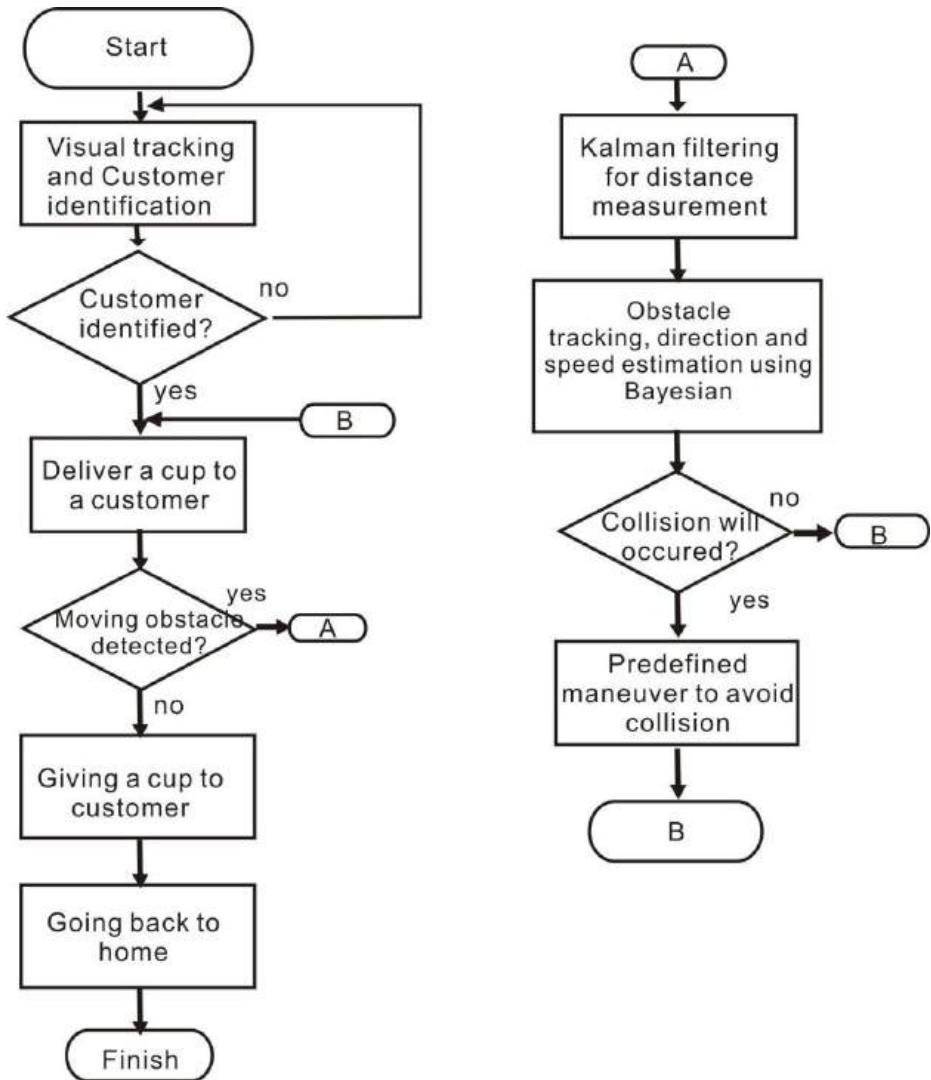 Start
Visual tracking
and Customer
identification
Customer
identified?
no
yes
B
Deliver a cup to
a customer
Moving obstacle
detected?
yes
A
no
Giving a cup to
customer
Going back to
home
Finish
A
Kalman filtering
for distance
measurement
Obstacle
tracking, direction and
speed estimation using
Bayesian
Collision will
occured?
no
B
yes
Predefined
maneuver to avoid
collision
B